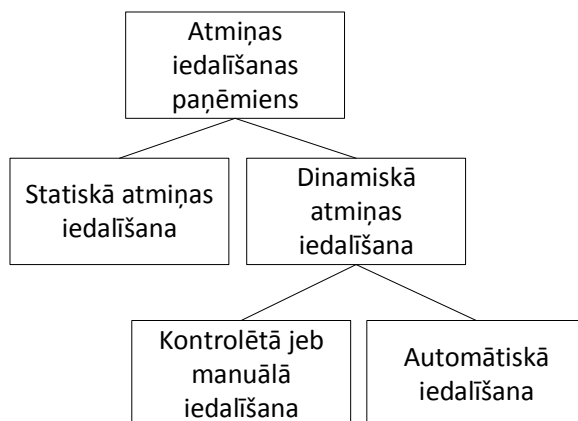 Atmiņas
iedalīšanas
paņēmiens
Statiskā atmiņas
iedalīšana
Dinamiskā
atmiņas
iedalīšana
Kontrolētā jeb
manuālā
iedalīšana
Automātiskā
iedalīšana